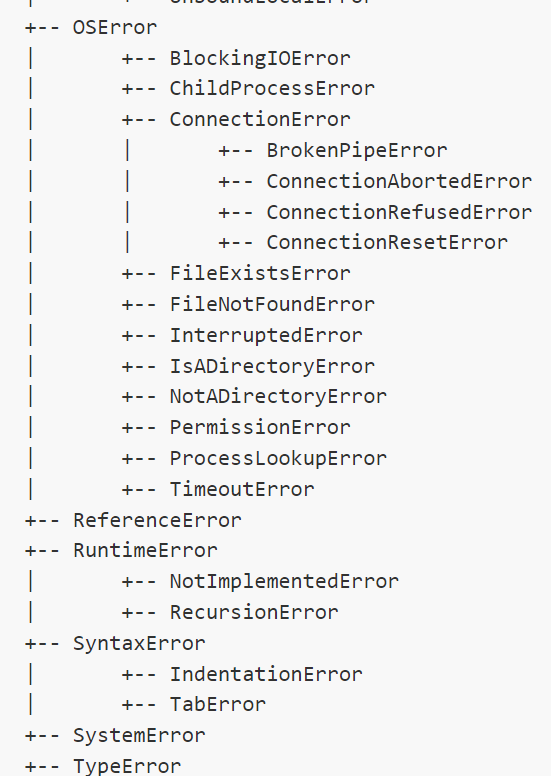 +-- OSError
|       +-- BlockingIOError
|       +-- ChildProcessError
|       +-- ConnectionError
|       |       +-- BrokenPipeError
|       |       +-- ConnectionAbortedError
|       |       +-- ConnectionRefusedError
|       |       +-- ConnectionResetError
|       +-- FileExistsError
|       +-- FileNotFoundError
|       +-- InterruptedError
|       +-- IsADirectoryError
|       +-- NotADirectoryError
|       +-- PermissionError
|       +-- ProcessLookupError
|       +-- TimeoutError
+-- ReferenceError
+-- RuntimeError
|       +-- NotImplementedError
|       +-- RecursionError
+-- SyntaxError
|       +-- IndentationError
|       +-- TabError
+-- SystemError
+-- TypeError